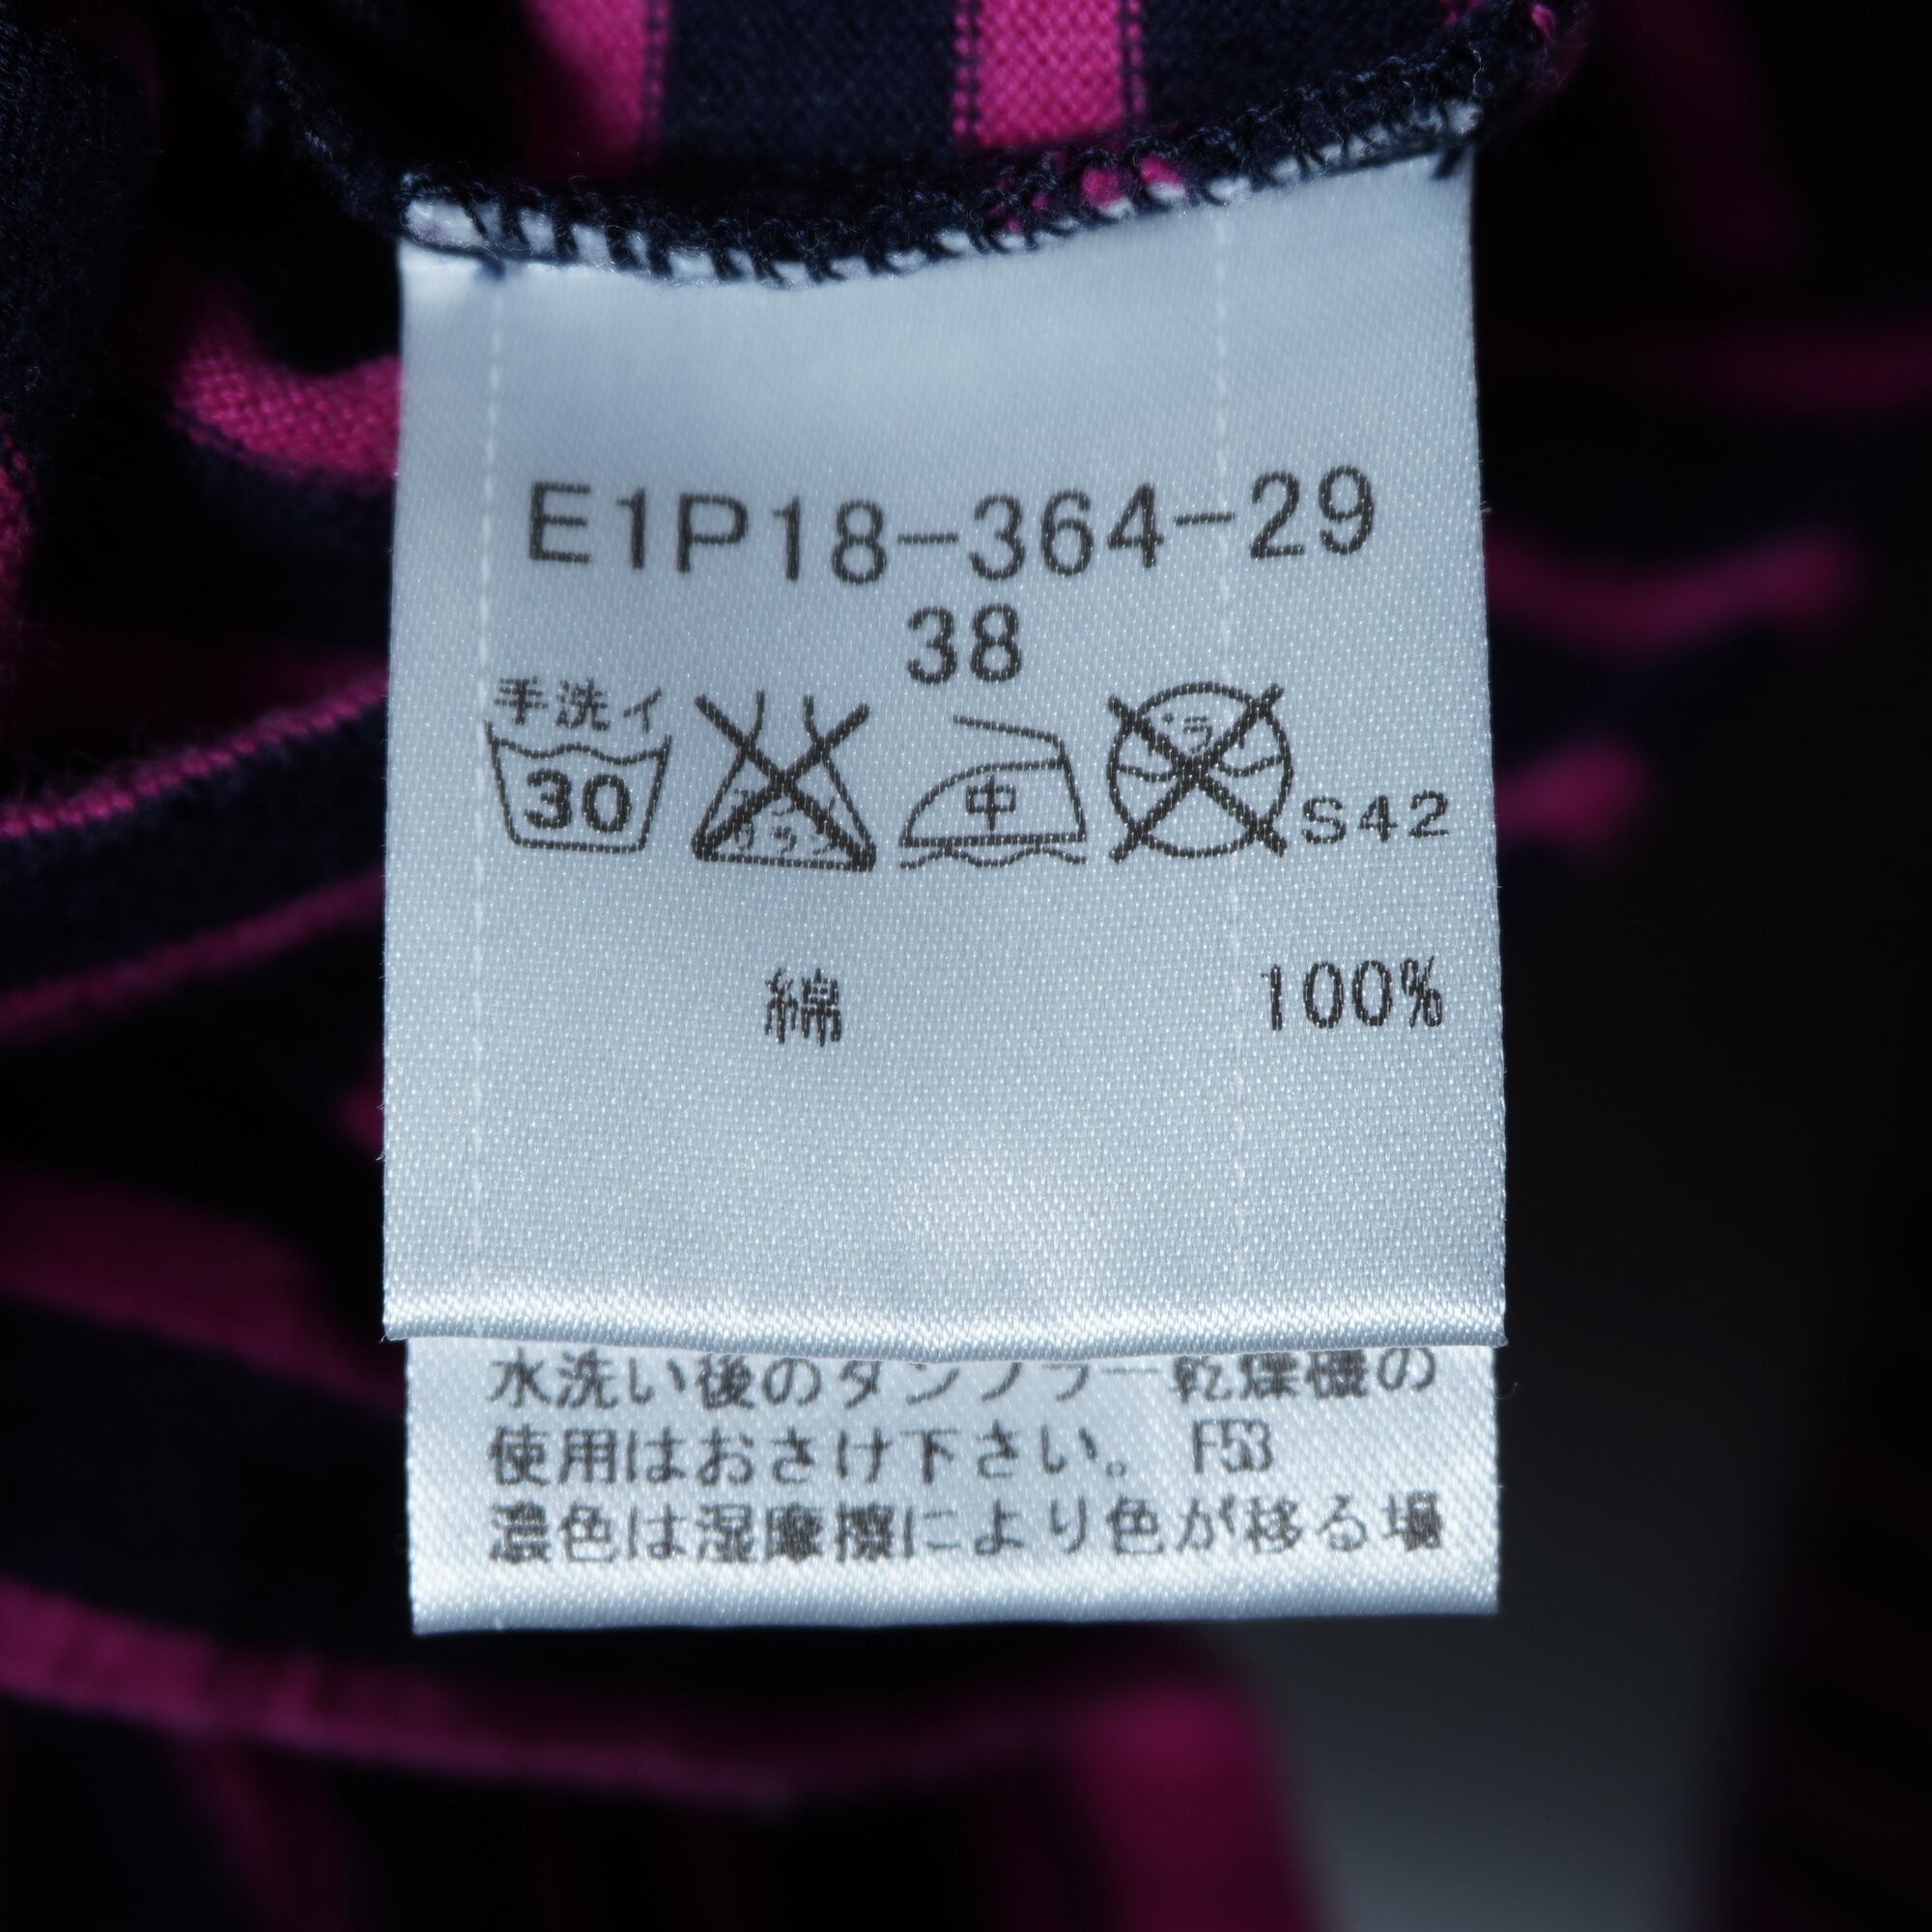 E1P18-364-29
38
手洗イ
30
中
S42
綿 100%
水洗い後のタンブラー乾燥機の
使用はおさけ下さい。 F53
濃色は湿摩擦により色が移る場